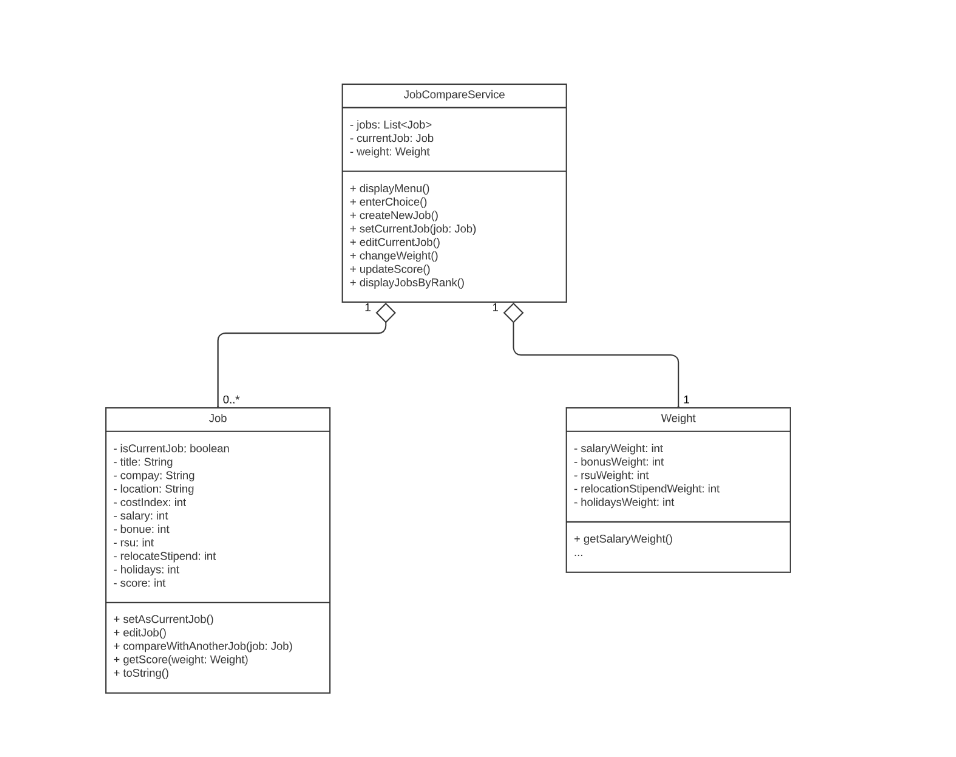 JobCompareService
- jobs: List<Job>
- currentJob: Job
- weight: Weight
+ displayMenu()
+ enterChoice()
+ createNewJob()
+ setCurrentJob(job: Job)
+ editCurrentJob()
+ changeWeight()
+ updateScore()
+ displayJobsByRank()
1
1
0..*
1
Job
- isCurrentJob: boolean
- title: String
- compay: String
- location: String
- costIndex: int
- salary: int
- bonue: int
- rsu: int
- relocateStipend: int
- holidays: int
- score: int
+ setAsCurrentJob()
+ editJob()
+ compareWithAnotherJob(job: Job)
+ getScore(weight: Weight)
+ toString()
Weight
- salaryWeight: int
- bonusWeight: int
- rsuWeight: int
- relocationStipendWeight: int
- holidaysWeight: int
+ getSalaryWeight()
...